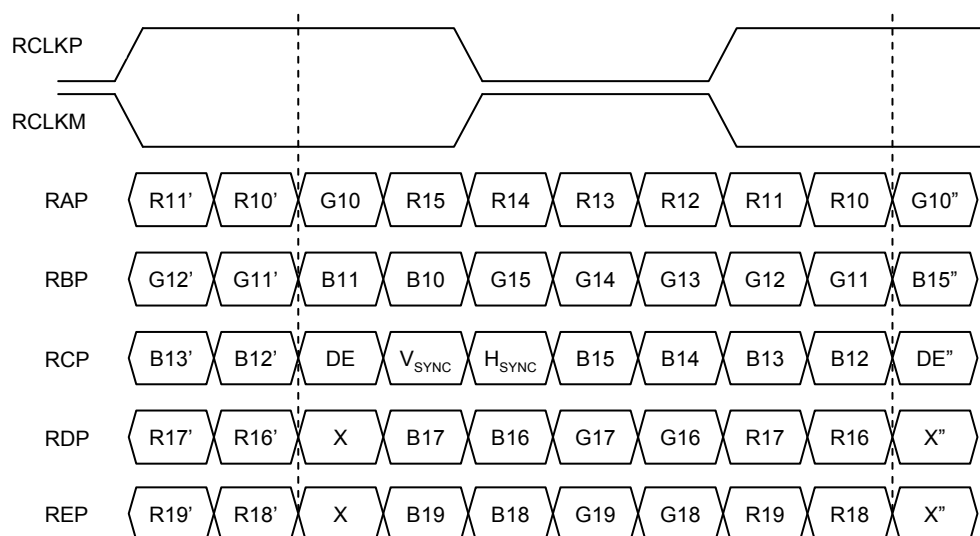 RCLKP
RCLKM
RAP R11’ R10’ G10 R15 R14 R13 R12 R11 R10 G10”
RBP G12’ G11’ B11 B10 G15 G14 G13 G12 G11 B15”
RCP B13’ B12’ DE VSYNC HSYNC B15 B14 B13 B12 DE”
RDP R17’ R16’ X B17 B16 G17 G16 R17 R16 X”
REP R19’ R18’ X B19 B18 G19 G18 R19 R18 X”